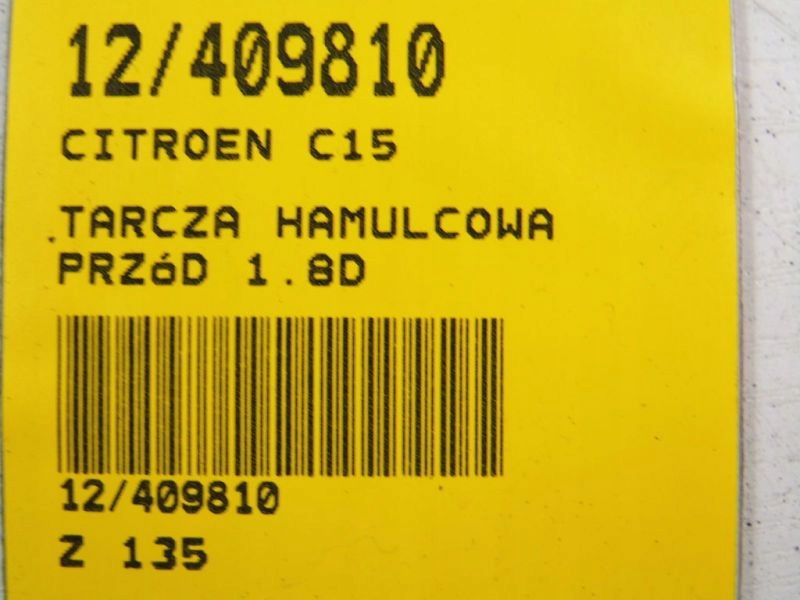 12/409810
CITROEN C15
TARCZA HAMULCOWA
PRZóD 1.8D
12/409810
Z 135